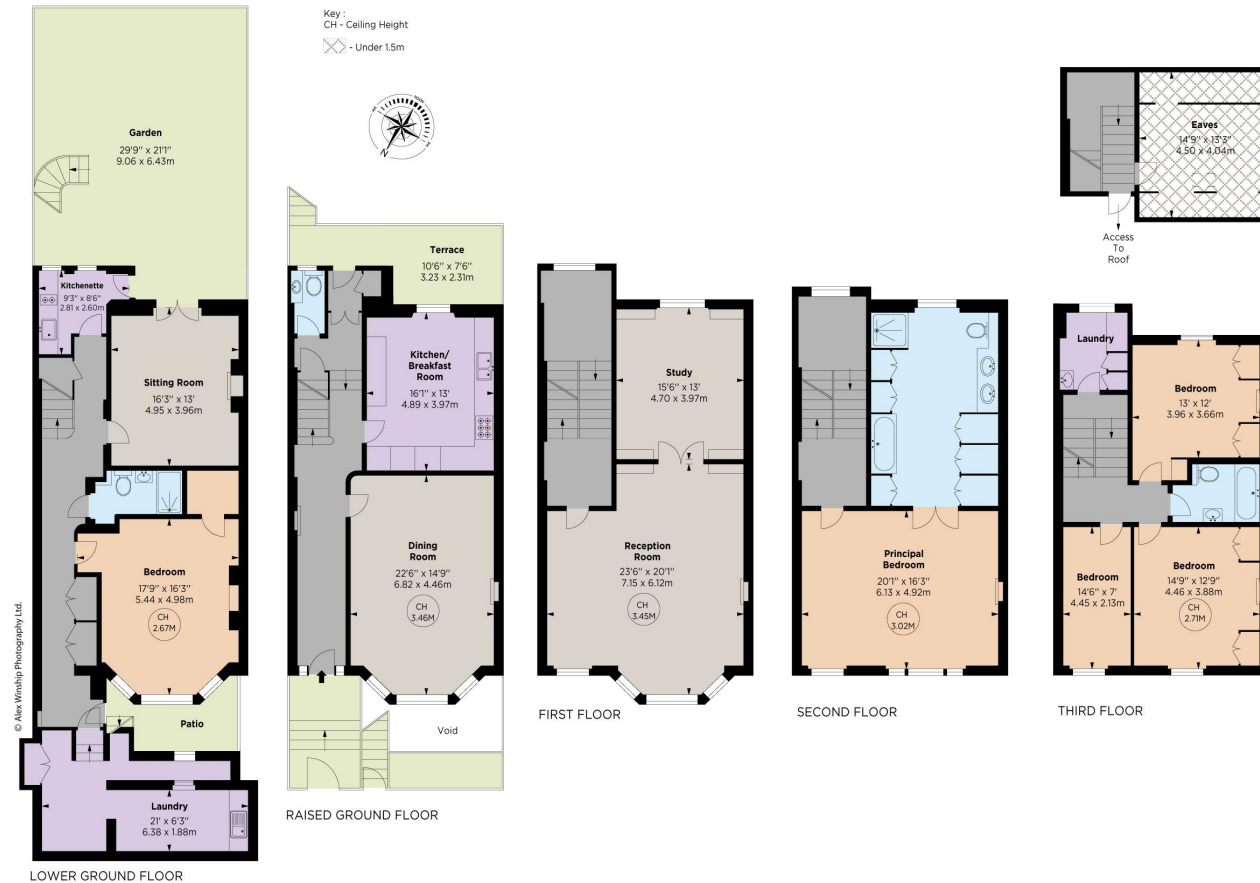 Key :
CH - Ceiling Height
- Under 1.5m
N
Garden
29'9" x 21'1"
9.06 x 6.43m
Kitchenette
9'3" x 8'6"
2.81 x 2.60m
Sitting Room
16'3" x 13'
4.95 x 3.96m
Bedroom
17'9" x 16'3"
5.44 x 4.98m
CH
2.67M
Patio
Laundry
21' x 6'3"
6.38 x 1.88m
LOWER GROUND FLOOR
© Alex Winship Photography Ltd.
Terrace
10'6" x 7'6"
3.23 x 2.31m
Kitchen/
Breakfast
Room
16'1" x 13'
4.89 x 3.97m
Dining
Room
22'6" x 14'9"
6.82 x 4.46m
CH
3.46M
Void
RAISED GROUND FLOOR
Study
15'6" x 13'
4.70 x 3.97m
Reception
Room
23'6" x 20'1"
7.15 x 6.12m
CH
3.45M
FIRST FLOOR
Principal
Bedroom
20'1" x 16'3"
6.13 x 4.92m
CH
3.02M
SECOND FLOOR
Eaves
14'9" x 13'3"
4.50 x 4.04m
Access
To
Roof
Laundry
Bedroom
13' x 12'
3.96 x 3.66m
Bedroom
14'6" x 7'
4.45 x 2.13m
Bedroom
14'9" x 12'9"
4.46 x 3.88m
CH
2.71M
THIRD FLOOR